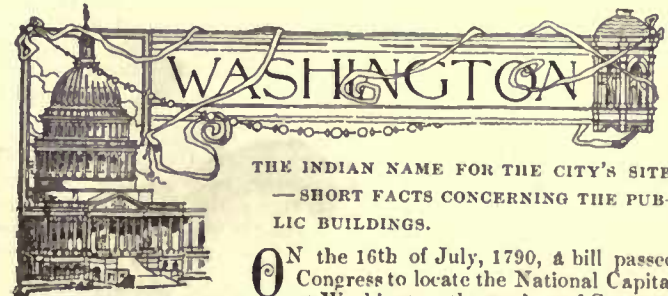 WASHINGTON
THE INDIAN NAME FOR THE CITY'S SITE
— SHORT FACTS CONCERNING THE PUB-
LIC BUILDINGS.
ON the 16th of July, 1790, a bill passed
Congress to locate the National Capital